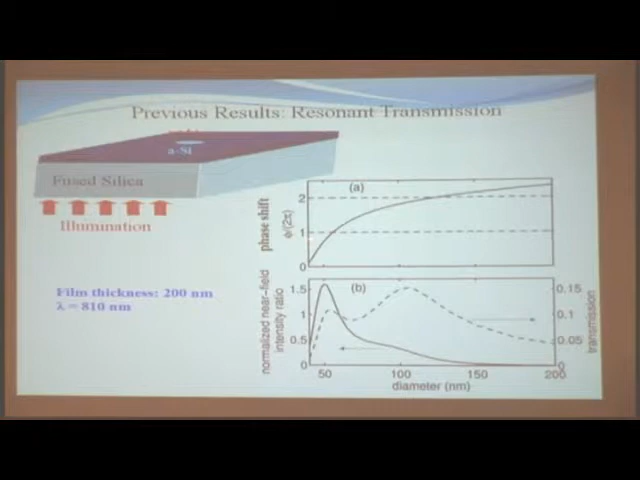 Previous Results: Resonant Transmission
a-Si
Fused Silica
Illumination
Film thickness: 200 nm
λ = 810 nm
(a)
phase shift
ϕ/(2π)
2
1
0
(b)
normalized near-field
intensity ratio
1.5
1
0.5
0
0.15
0.1
0.05
0
transmission
50
100
150
200
diameter (nm)